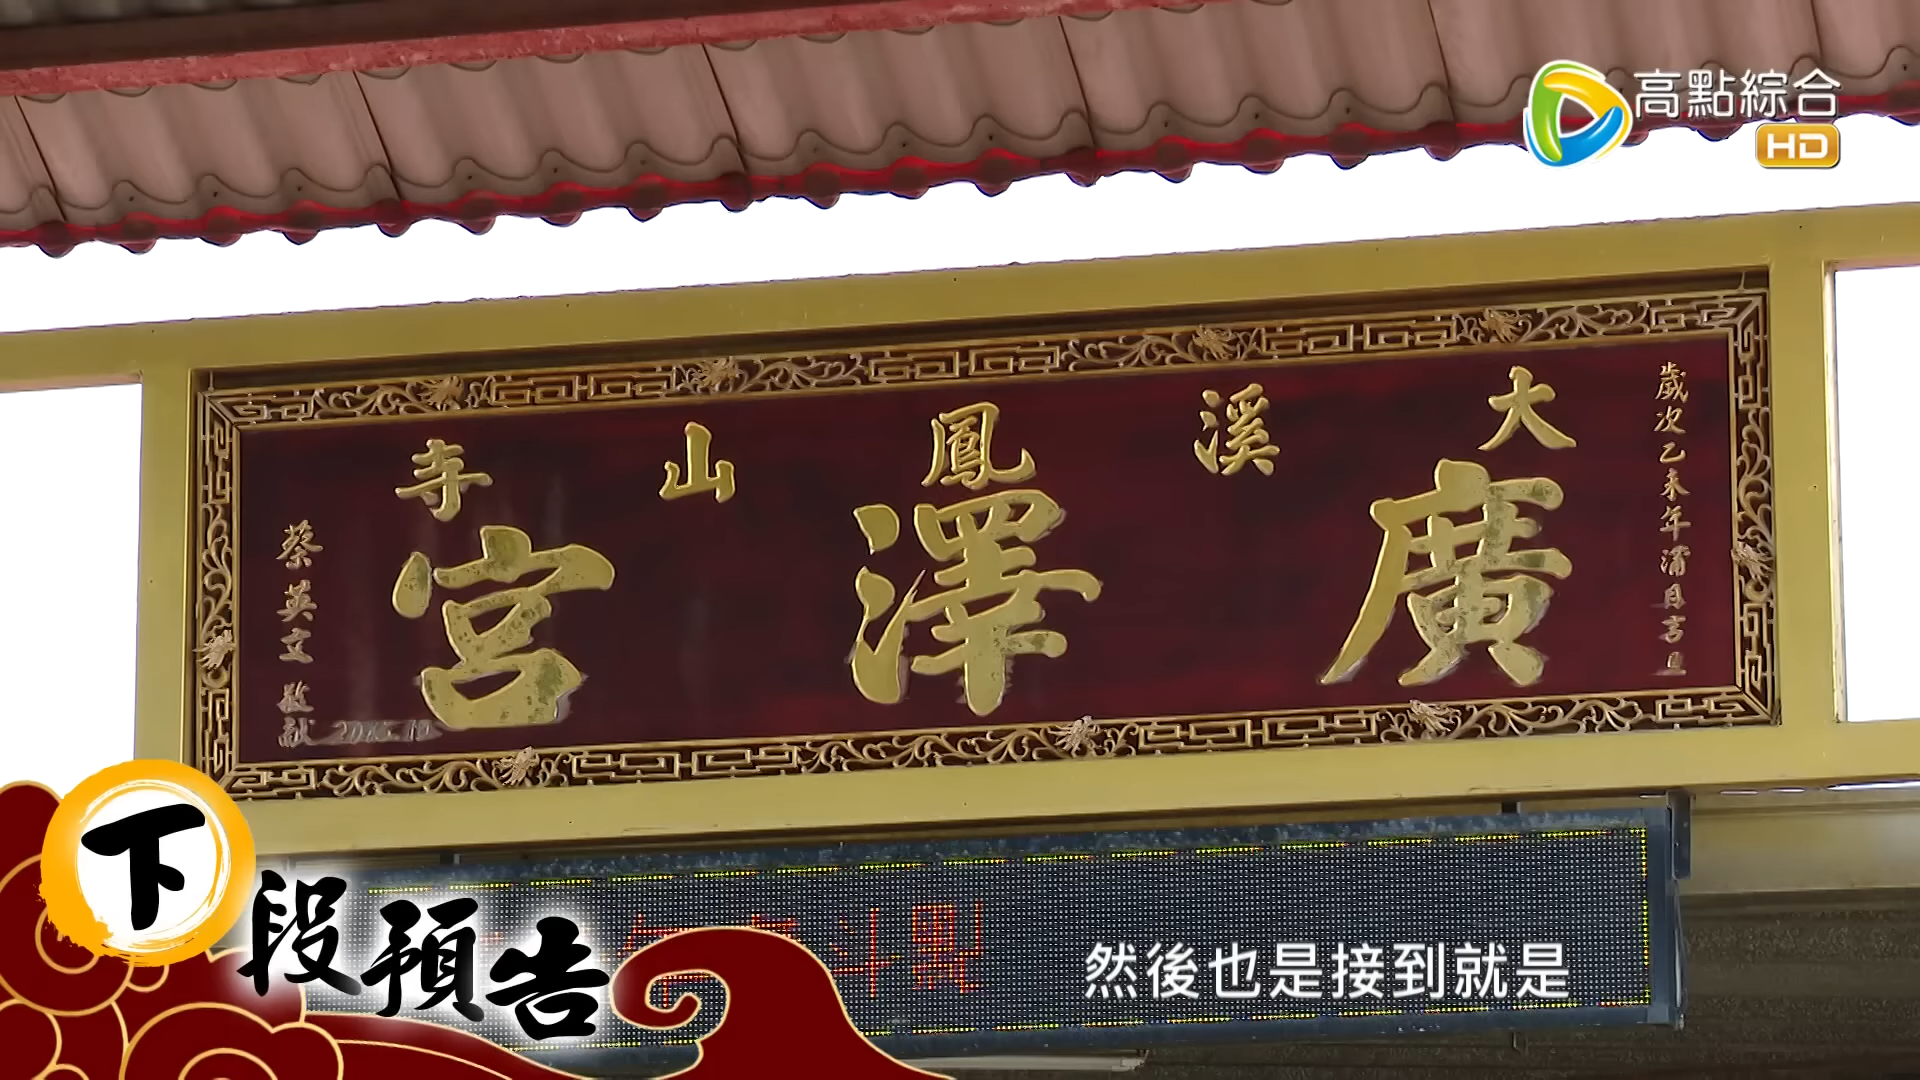 高點綜合
HD
大溪鳳山寺
廣澤宮
歲次乙未年蒲月吉旦
蔡英文敬獻
下段預告
然後也是接到就是